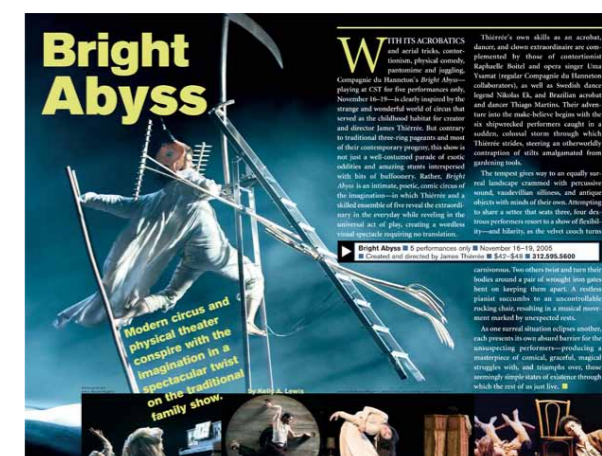 Bright
Abyss
WITH ITS ACROBATICS
and aerial tricks, contor-
tionism, physical comedy,
pantomime and juggling,
Compagnie du Hanneton's Bright Abyss—
playing at CST for five performances only,
November 16–19—is clearly inspired by the
strange and wonderful world of circus that
served as the childhood habitat for creator
and director James Thiérrée. But contrary
to traditional three-ring pageants and most
of their contemporary progeny, this show is
not just a well-costumed parade of exotic
oddities and amazing stunts interspersed
with bits of buffoonery. Rather, Bright
Abyss is an intimate, poetic, comic circus of
the imagination—in which Thiérrée and a
skilled ensemble of five reveal the extraordi-
nary in the everyday while reveling in the
universal act of play, creating a wordless
visual spectacle requiring no translation.
Thiérrée's own skills as an acrobat,
dancer, and clown extraordinaire are com-
plemented by those of contortionist
Raphaelle Boitel and opera singer Uma
Ysamat (regular Compagnie du Hanneton
collaborators), as well as Swedish dance
legend Nikolas Ek, and Brazilian acrobat
and dancer Thiago Martins. Their adven-
ture into the make-believe begins with the
six shipwrecked performers caught in a
sudden, colossal storm through which
Thiérrée strides, steering an otherworldly
contraption of stilts amalgamated from
gardening tools.
The tempest gives way to an equally sur-
real landscape crammed with percussive
sound, vaudevillian silliness, and antique
objects with minds of their own. Attempting
to share a settee that seats three, four dex-
trous performers resort to a show of flexibil-
ity—and hilarity, as the velvet couch turns
Bright Abyss ■ 5 performances only ■ November 16–19, 2005
■ Created and directed by James Thiérrée ■ $42–$48 ■ 312.595.5600
carnivorous. Two others twist and turn their
bodies around a pair of wrought iron gates
bent on keeping them apart. A restless
pianist succumbs to an uncontrollable
rocking chair, resulting in a musical move-
ment marked by unexpected rests.
As one surreal situation eclipses another,
each presents its own absurd barrier for the
unsuspecting performers—producing a
masterpiece of comical, graceful, magical
struggles with, and triumphs over, those
seemingly simple states of existence through
which the rest of us just live. ■
Modern circus and
physical theater
conspire with the
imagination in a
spectacular twist
on the traditional
family show.
by Kelly A. Lewis